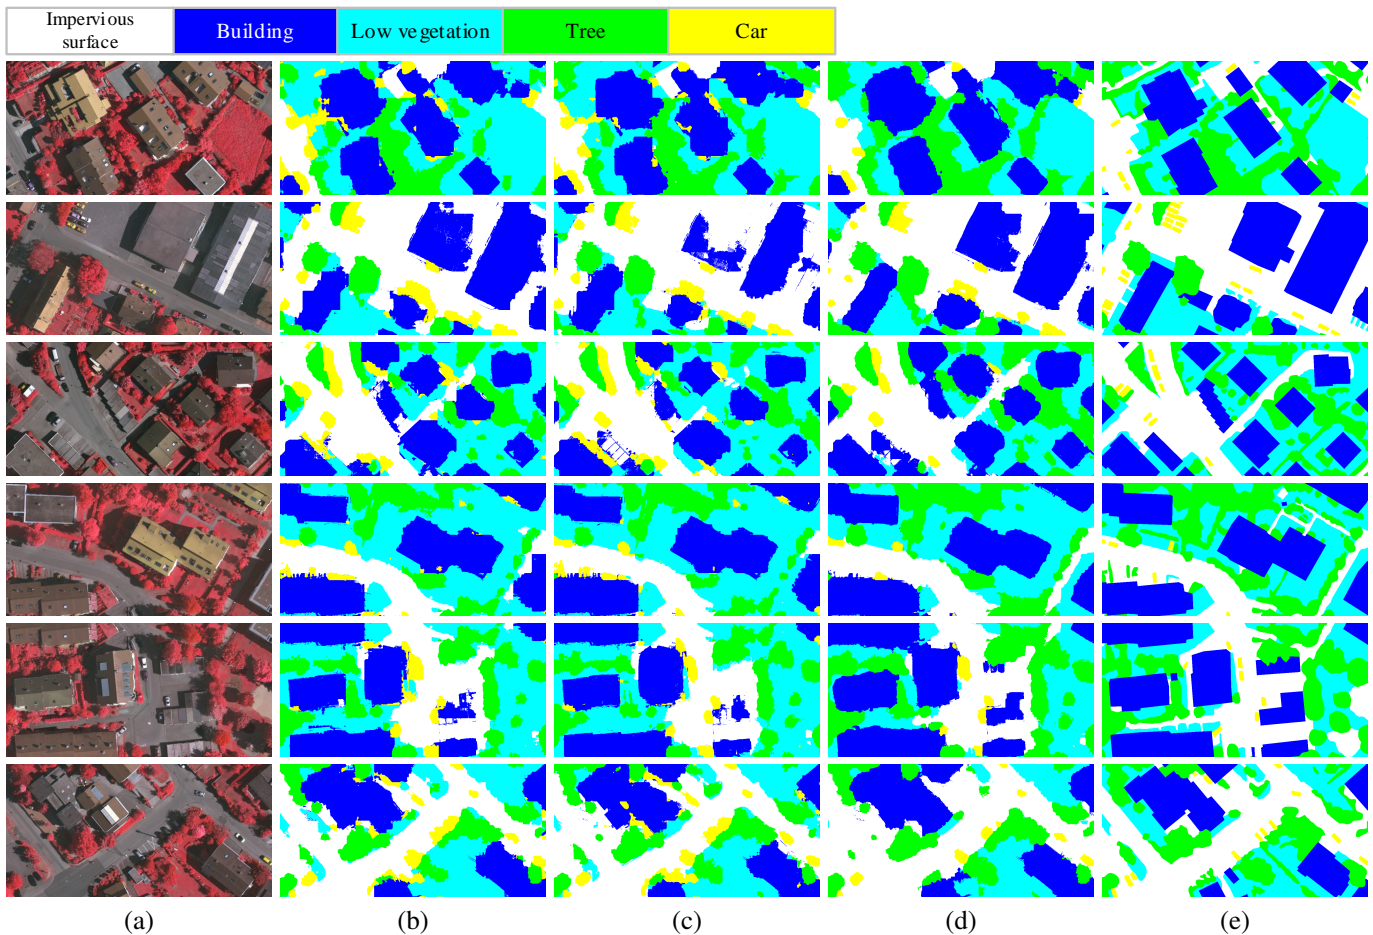 Impervious
surface
Building
Low vegetation
Tree
Car
(a)
(b)
(c)
(d)
(e)